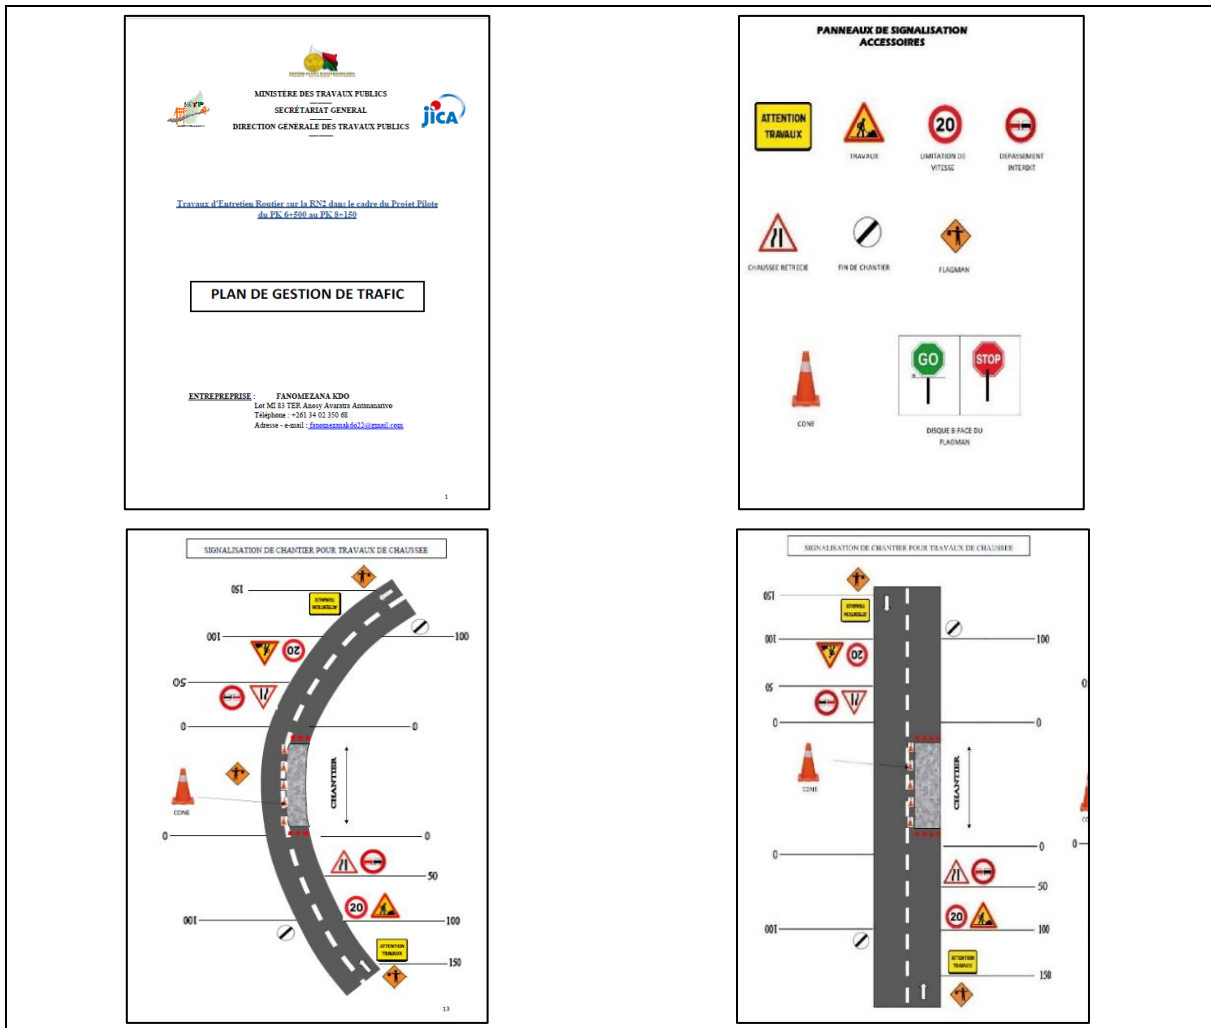 MINISTÈRE DES TRAVAUX PUBLICS
SECRÉTARIAT GENERAL
DIRECTION GÉNÉRALE DES TRAVAUX PUBLICS
jICA
Travaux d'Entretien Routier sur la RN2 dans le cadre du Projet Pilote
du PK 6+500 au PK 8+150
PLAN DE GESTION DE TRAFIC
ENTREPREPRISE : FANOMEZANA KDO
Lot MI 83 TER Anosy Avaratra Antananarivo
Téléphone : +261 34 02 350 68
Adresse - e-mail : fanomezanakdo22@gmail.com
1
PANNEAUX DE SIGNALISATION
ACCESSOIRES
ATTENTION
TRAVAUX
20
TRAVAUX
LIMITATION DE
VITESSE
DEPASSEMENT
INTERDIT
CHAUSSEE RETRECIE
FIN DE CHANTIER
FLAGMAN
GO
STOP
CONE
DISQUE B FACE DU
FLAGMAN
SIGNALISATION DE CHANTIER POUR TRAVAUX DE CHAUSSEE
150
ATTENTION
TRAVAUX
100
100
20
50
0
0
CHANTIER
CONE
0
0
50
20
100
100
ATTENTION
TRAVAUX
150
13
SIGNALISATION DE CHANTIER POUR TRAVAUX DE CHAUSSEE
150
ATTENTION
TRAVAUX
100
100
20
50
0
0
0
CHANTIER
CONE
0
0
0
50
20
100
100
ATTENTION
TRAVAUX
150